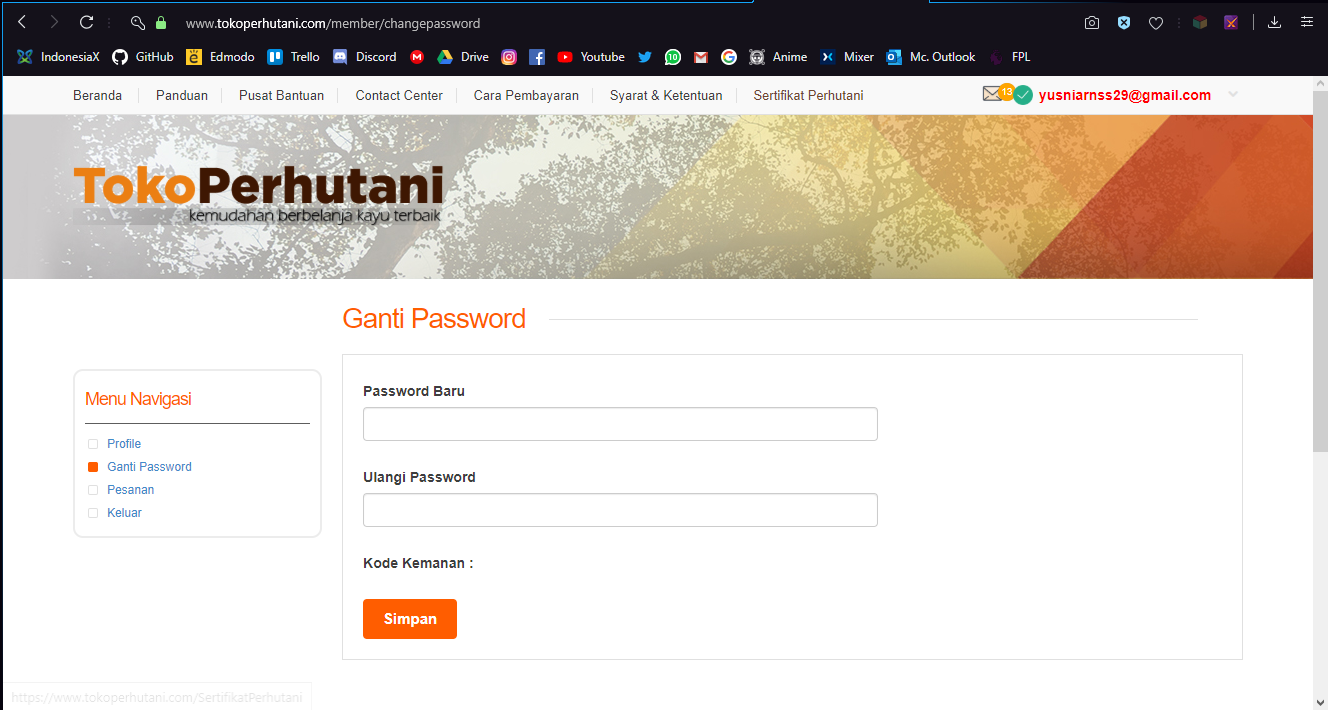 www.tokoperhutani.com/member/changepassword
IndonesiaX GitHub Edmodo Trello Discord Drive Youtube 10 Anime Mixer Mc. Outlook FPL
Beranda Panduan Pusat Bantuan Contact Center Cara Pembayaran Syarat & Ketentuan Sertifikat Perhutani 13 yusniarnss29@gmail.com
TokoPerhutani
kemudahan berbelanja kayu terbaik
Ganti Password
Menu Navigasi
Profile
Ganti Password
Pesanan
Keluar
Password Baru
Ulangi Password
Kode Kemanan :
Simpan
https://www.tokoperhutani.com/SertifikatPerhutani